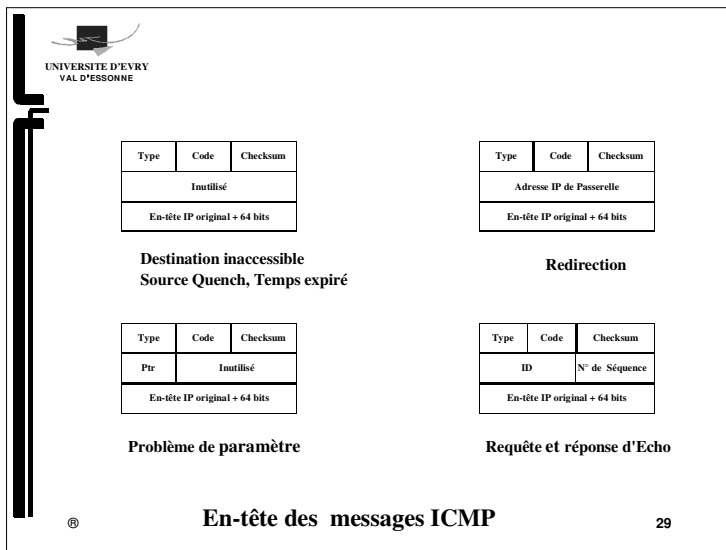 UNIVERSITE D'EVRY
VAL D'ESSONNE
Type Code Checksum
Inutilisé
En-tête IP original + 64 bits
Destination inaccessible
Source Quench, Temps expiré
Type Code Checksum
Adresse IP de Passerelle
En-tête IP original + 64 bits
Redirection
Type Code Checksum
Ptr Inutilisé
En-tête IP original + 64 bits
Problème de paramètre
Type Code Checksum
ID N° de Séquence
En-tête IP original + 64 bits
Requête et réponse d'Echo
® En-tête des messages ICMP 29